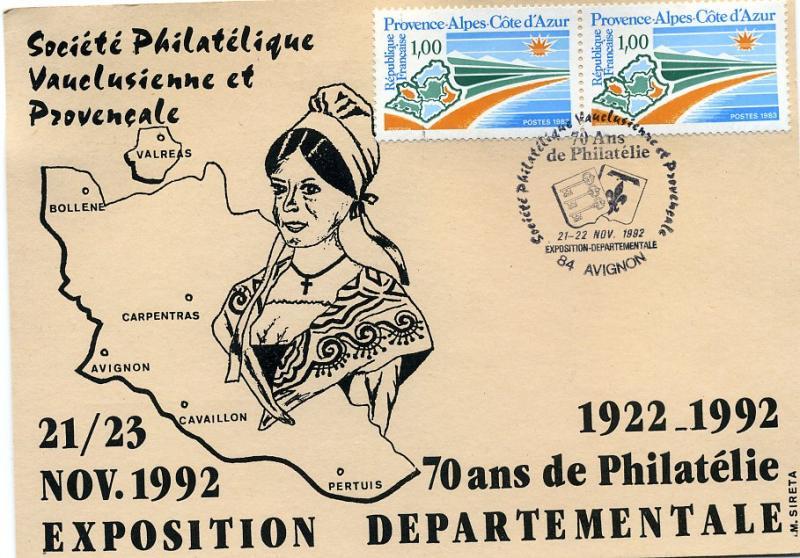 Société Philatélique
Vauclusienne et
Provençale
Provence-Alpes-Côte d'Azur
1,00
République
Française
POSTES 1983
Provence-Alpes-Côte d'Azur
1,00
République
Française
POSTES 1983
Société Philatélique Vauclusienne et Provençale
70 Ans
de Philatélie
21-22 NOV. 1992
EXPOSITION-DEPARTEMENTALE
84 AVIGNON
VALREAS
BOLLENE
CARPENTRAS
AVIGNON
CAVAILLON
PERTUIS
21/23
NOV. 1992
1922_1992
70 ans de Philatélie
EXPOSITION DEPARTEMENTALE
J.M. SIRETA